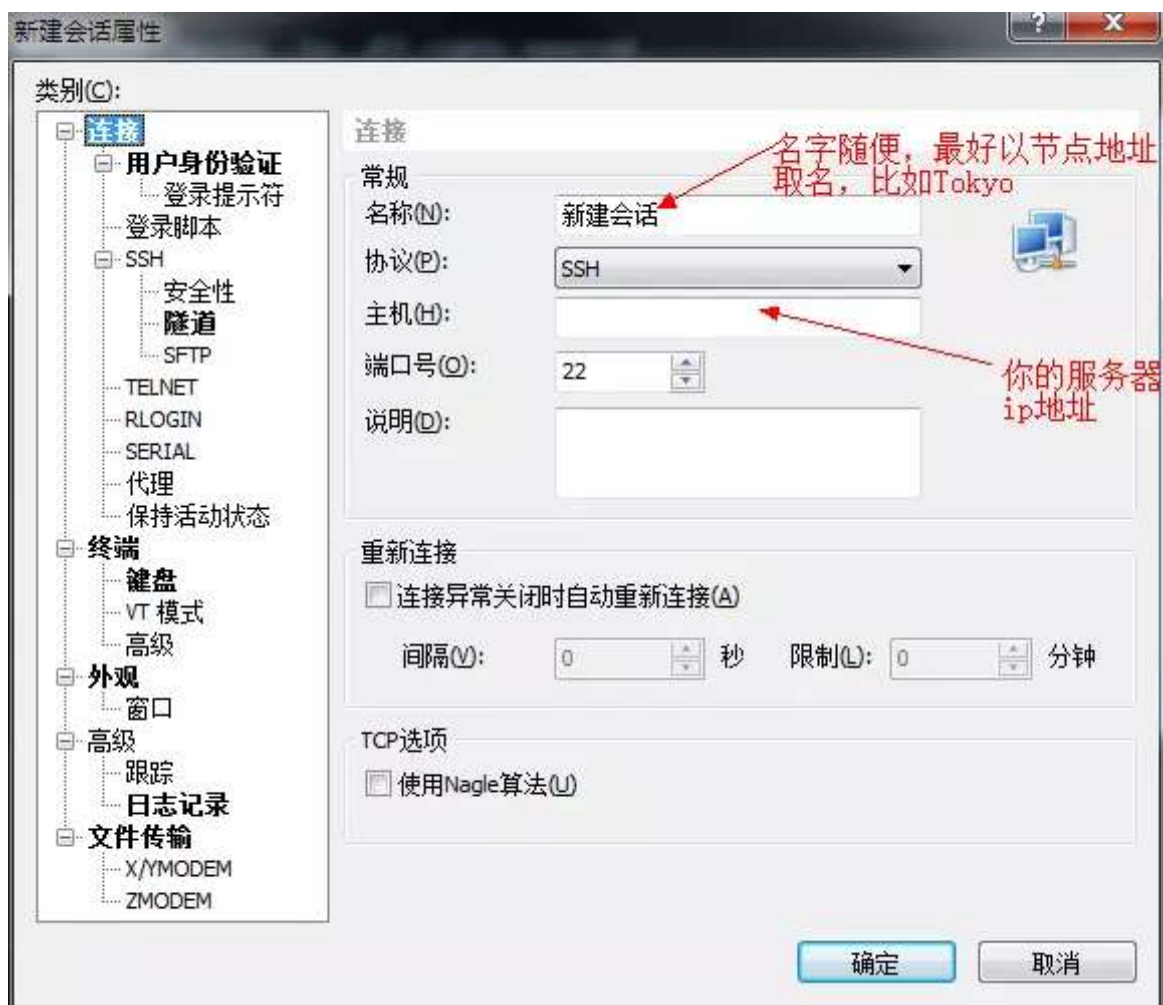 新建会话属性
?
X
类别(C):
连接
用户身份验证
登录提示符
登录脚本
SSH
安全性
隧道
SFTP
TELNET
RLOGIN
SERIAL
代理
保持活动状态
终端
键盘
VT 模式
高级
外观
窗口
高级
跟踪
日志记录
文件传输
X/YMODEM
ZMODEM
连接
名字随便，最好以节点地址
取名，比如Tokyo
常规
名称(N):
新建会话
协议(P):
SSH
主机(H):
你的服务器
ip地址
端口号(O):
22
说明(D):
重新连接
连接异常关闭时自动重新连接(A)
间隔(V): 0 秒 限制(L): 0 分钟
TCP选项
使用Nagle算法(U)
确定
取消